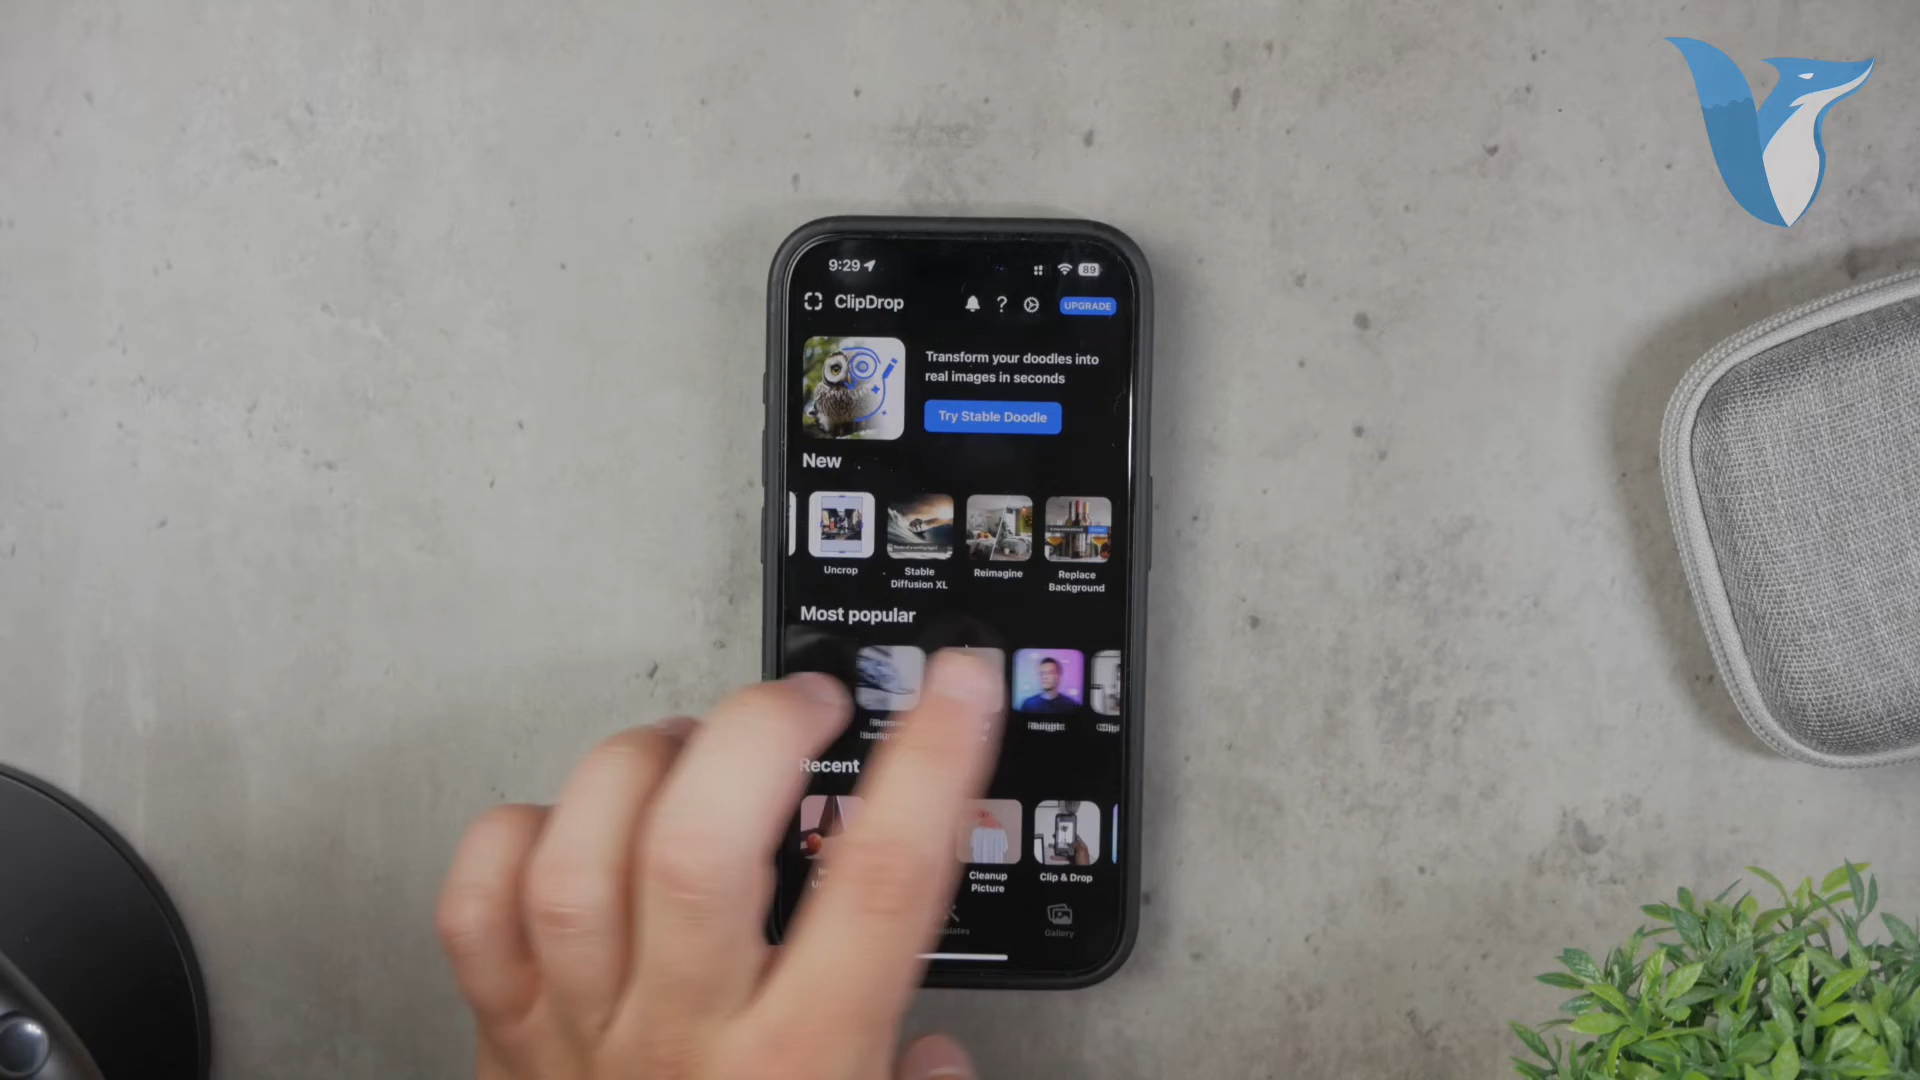 9:29
89
ClipDrop
?
UPGRADE
Transform your doodles into
real images in seconds
Try Stable Doodle
New
Uncrop
Stable
Diffusion XL
Reimagine
Replace
Background
Most popular
Recent
Cleanup
Picture
Clip & Drop
Gallery